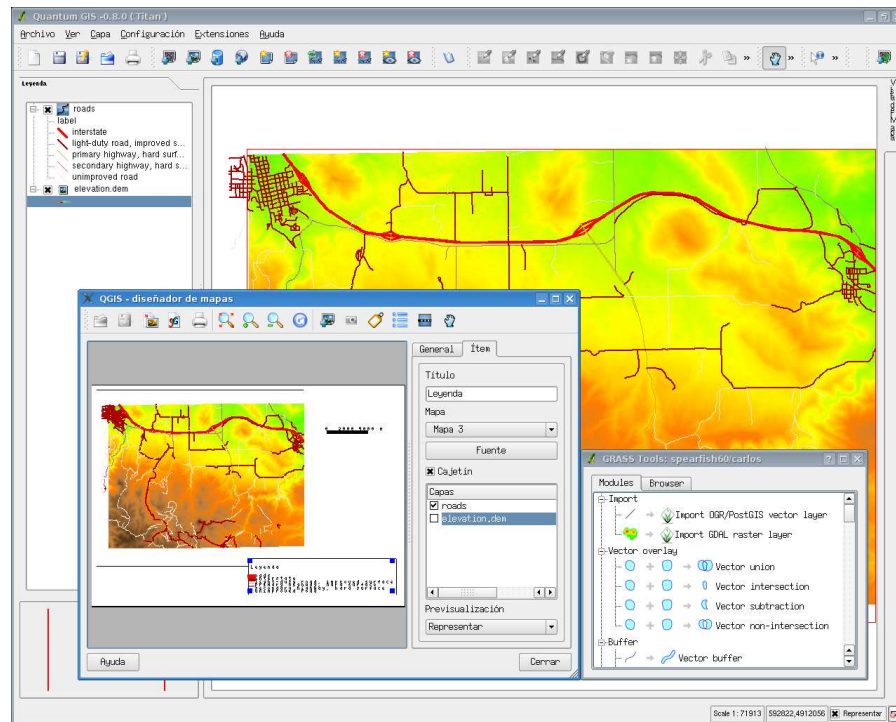 Quantum GIS -0.8.0 ('Titan')
Archivo Ver Capa Configuración Extensiones Ayuda
Leyenda
roads
label
interstate
light-duty road, improved s...
primary highway, hard surf...
secondary highway, hard s...
unimproved road
elevation.dem
QGIS - diseñador de mapas
General Ítem
Título
Leyenda
Mapa
Mapa 3
Fuente
Cajetín
Capas
roads
elevation.dem
Previsualización
Representar
Leyenda
Ayuda
Cerrar
GRASS Tools: spearfish60/carlos
Modules Browser
Import
Import OGR/PostGIS vector layer
Import GDAL raster layer
Vector overlay
Vector union
Vector intersection
Vector subtraction
Vector non-intersection
Buffer
Vector buffer
Scale 1: 71913 592822,4912056 Representar